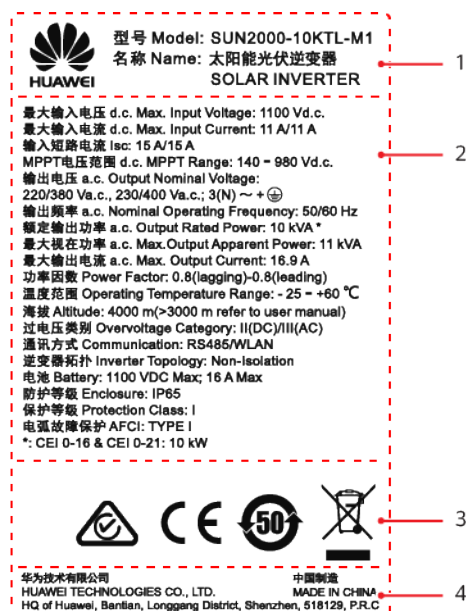 HUAWEI
型号 Model: SUN2000-10KTL-M1
名称 Name: 太阳能光伏逆变器
SOLAR INVERTER
1
最大输入电压 d.c. Max. Input Voltage: 1100 Vd.c.
最大输入电流 d.c. Max. Input Current: 11 A/11 A
输入短路电流 Isc: 15 A/15 A
MPPT电压范围 d.c. MPPT Range: 140 - 980 Vd.c.
输出电压 a.c. Output Nominal Voltage:
220/380 Va.c., 230/400 Va.c.; 3(N) ~ +
输出频率 a.c. Nominal Operating Frequency: 50/60 Hz
额定输出功率 a.c. Output Rated Power: 10 kVA *
最大视在功率 a.c. Max.Output Apparent Power: 11 kVA
最大输出电流 a.c. Max. Output Current: 16.9 A
功率因数 Power Factor: 0.8(lagging)-0.8(leading)
温度范围 Operating Temperature Range: - 25 - +60 ℃
海拔 Altitude: 4000 m(>3000 m refer to user manual)
过电压类别 Overvoltage Category: II(DC)/III(AC)
通讯方式 Communication: RS485/WLAN
逆变器拓扑 Inverter Topology: Non-isolation
电池 Battery: 1100 VDC Max; 16 A Max
防护等级 Enclosure: IP65
保护等级 Protection Class: I
电弧故障保护 AFCI: TYPE I
*: CEI 0-16 & CEI 0-21: 10 kW
2
CE
50
3
华为技术有限公司 中国制造
HUAWEI TECHNOLOGIES CO., LTD. MADE IN CHINA
HQ of Huawei, Bantian, Longgang District, Shenzhen, 518129, P.R.C
4